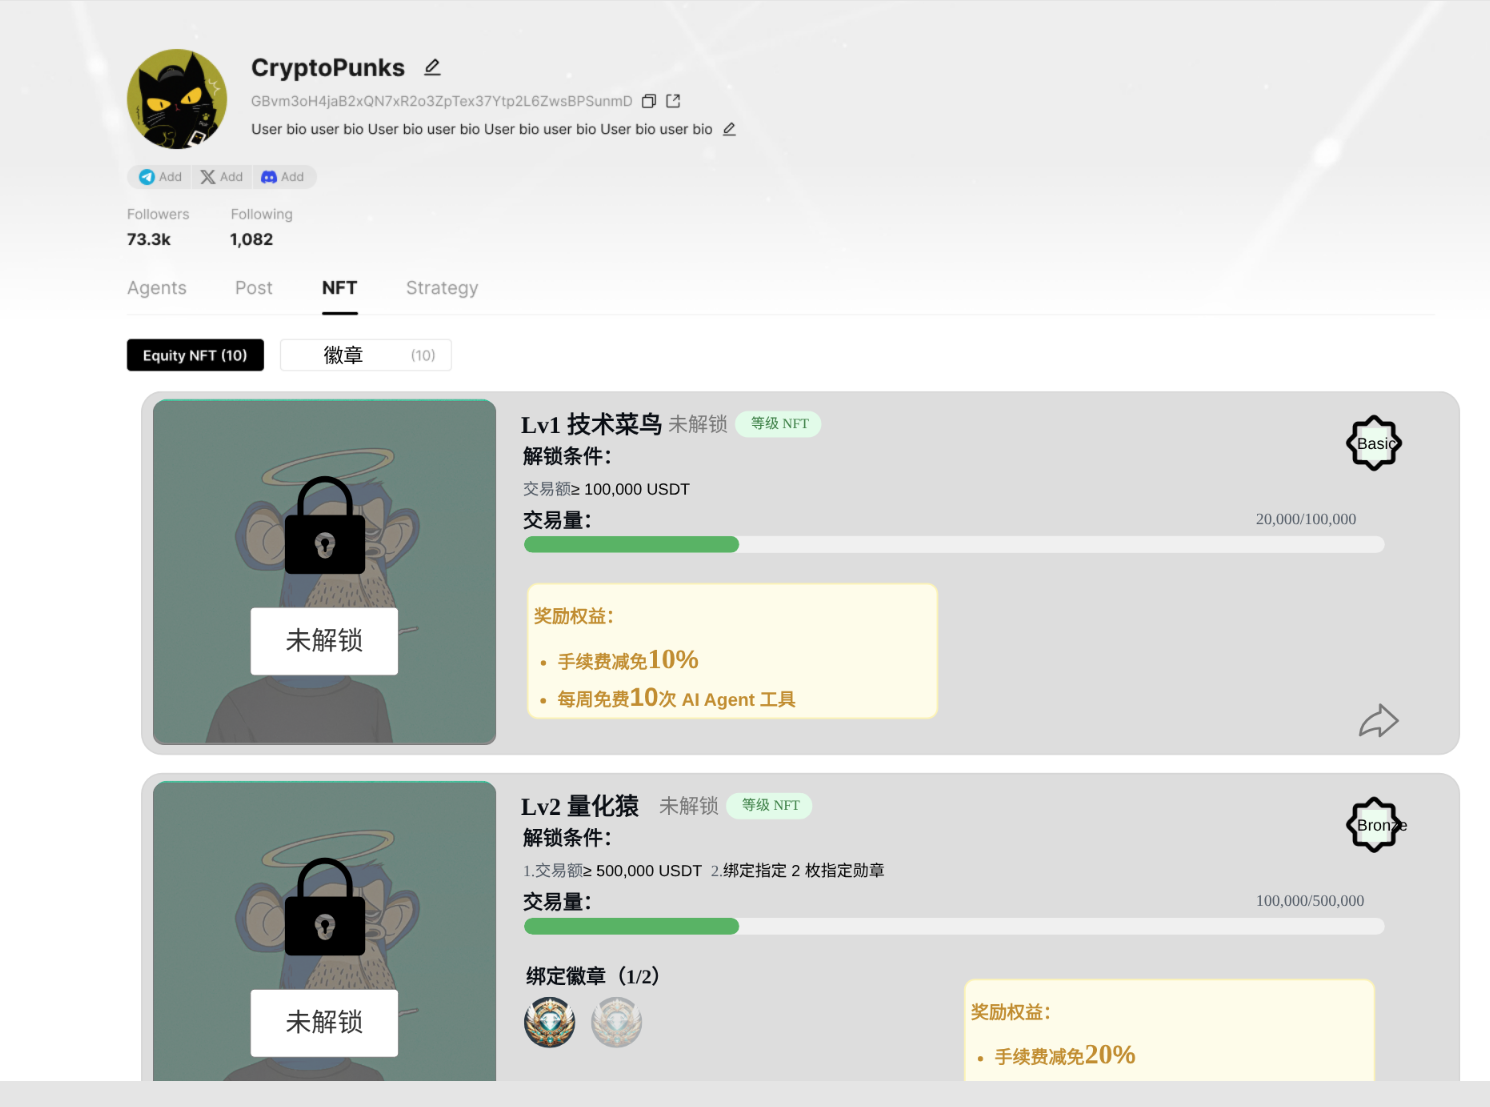 CryptoPunks
GBvm3oH4jaB2xQN7xR2o3ZpTex37Ytp2L6ZwsBPSunmD
User bio user bio User bio user bio User bio user bio User bio user bio
Add Add Add
Followers Following
73.3k 1,082
Agents Post NFT Strategy
Equity NFT (10) 徽章 (10)
Lv1 技术菜鸟 未解锁 等级 NFT
Basic
解锁条件：
交易额≥ 100,000 USDT
交易量：
20,000/100,000
未解锁
奖励权益：
• 手续费减免10%
• 每周免费10次 AI Agent 工具
Lv2 量化猿 未解锁 等级 NFT
Bronze
解锁条件：
1.交易额≥ 500,000 USDT 2.绑定指定 2 枚指定勋章
交易量：
100,000/500,000
未解锁
绑定徽章（1/2）
奖励权益：
• 手续费减免20%